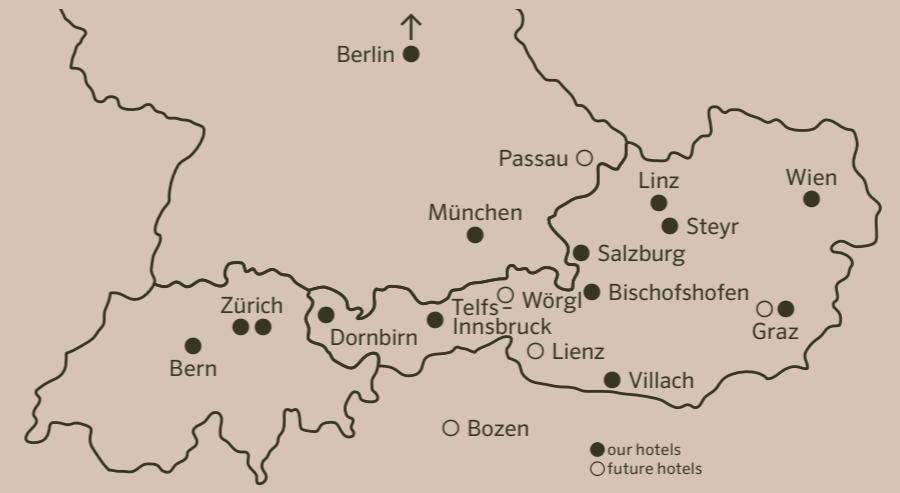 Berlin
Passau
Linz
Wien
München
Steyr
Salzburg
Bischofshofen
Wörgl
Zürich
Telfs-
Innsbruck
Dornbirn
Graz
Lienz
Bern
Villach
Bozen
our hotels
future hotels